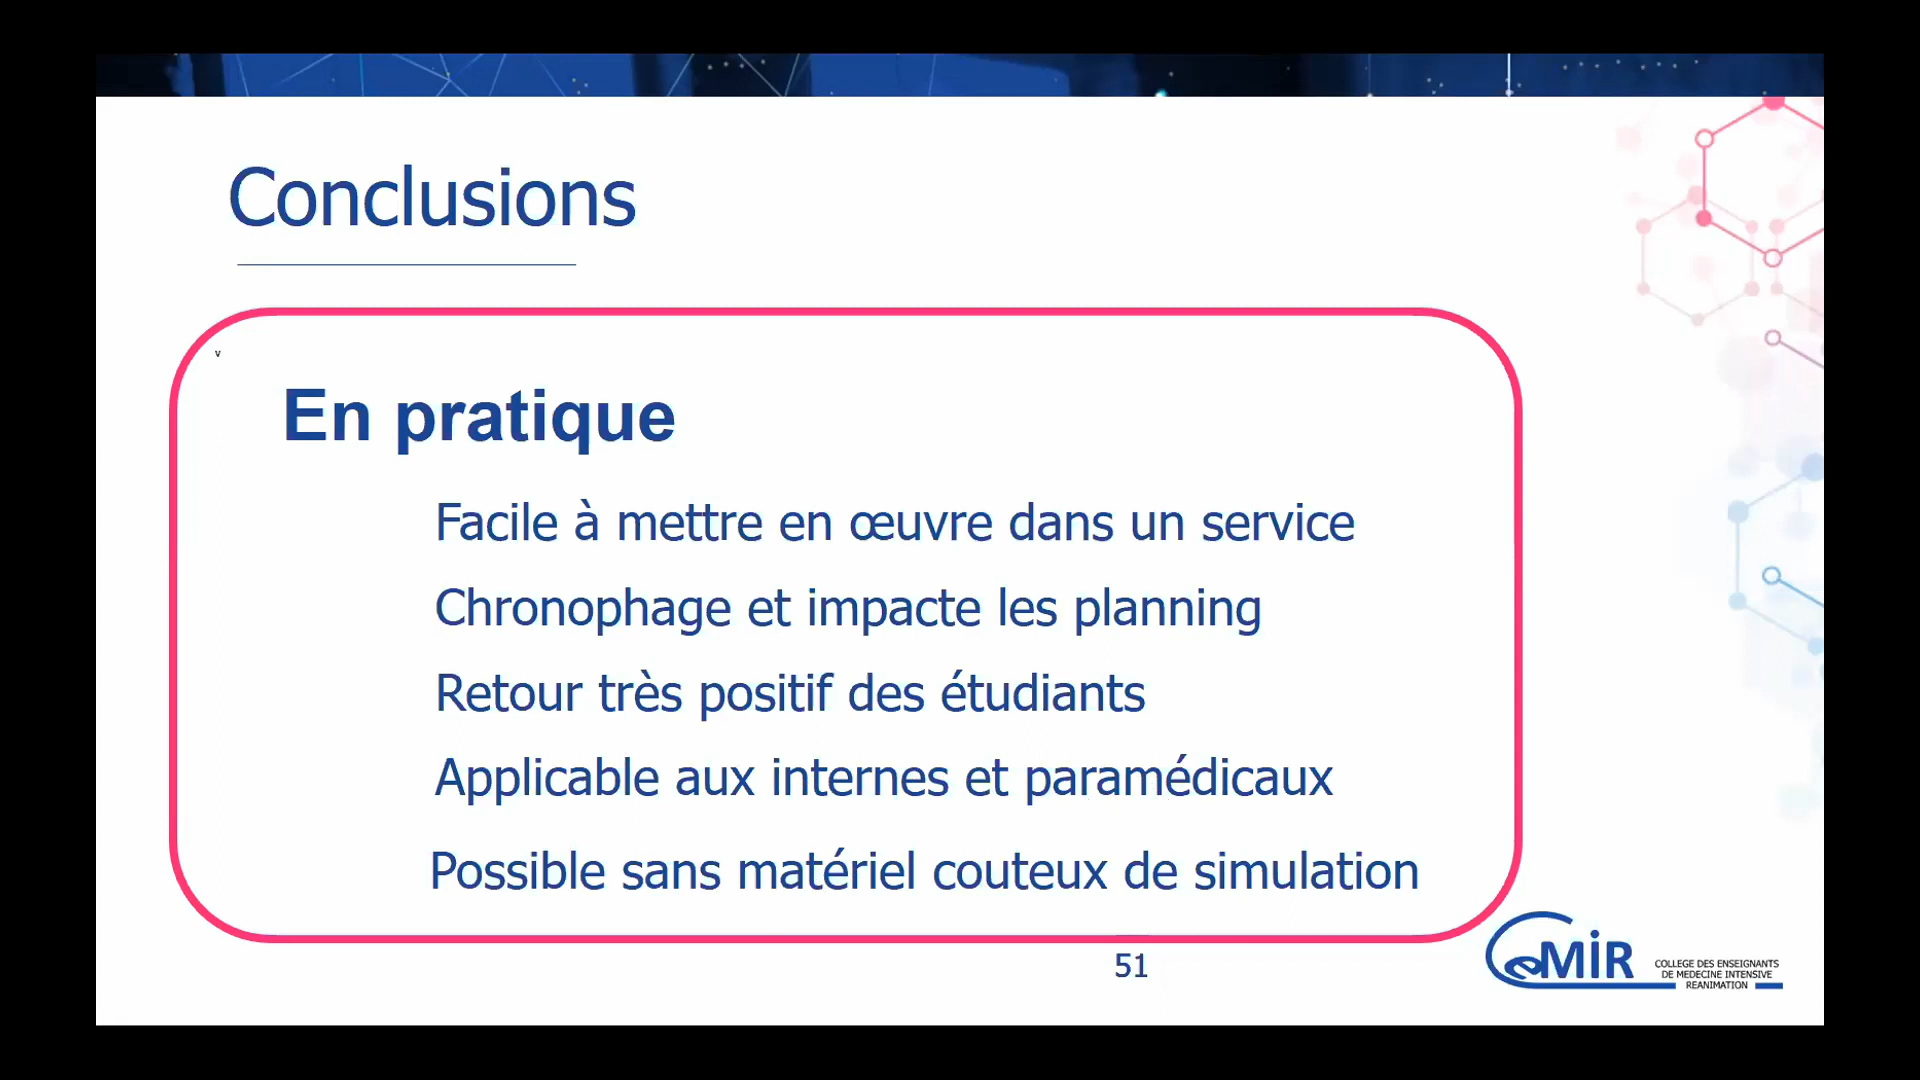 Conclusions
v
En pratique
Facile à mettre en œuvre dans un service
Chronophage et impacte les planning
Retour très positif des étudiants
Applicable aux internes et paramédicaux
Possible sans matériel couteux de simulation
51
CeMIR
COLLEGE DES ENSEIGNANTS
DE MEDECINE INTENSIVE
REANIMATION